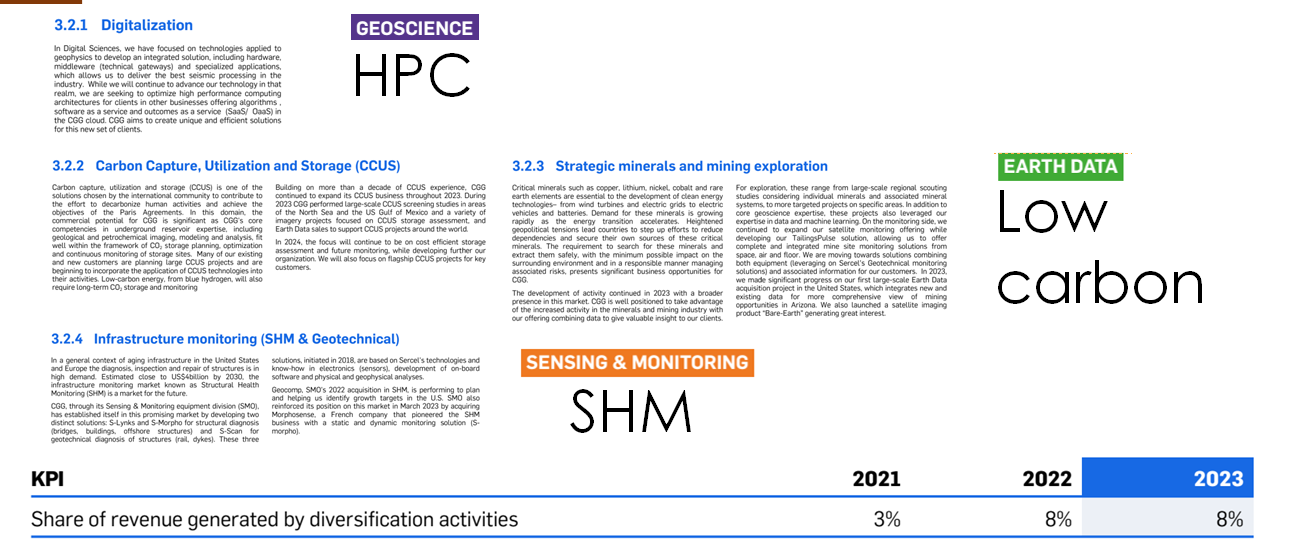 3.2.1 Digitalization
In Digital Sciences, we have focused on technologies applied to
geophysics to develop an integrated solution, including hardware,
middleware (technical gateways) and specialized applications,
which allows us to deliver the best seismic processing in the
industry. While we will continue to advance our technology in that
realm, we are seeking to optimize high performance computing
architectures for clients in other businesses offering algorithms ,
software as a service and outcomes as a service (SaaS/ OaaS) in
the CGG cloud. CGG aims to create unique and efficient solutions
for this new set of clients.
GEOSCIENCE
HPC
3.2.2 Carbon Capture, Utilization and Storage (CCUS)
Carbon capture, utilization and storage (CCUS) is one of the
solutions chosen by the international community to contribute to
the effort to decarbonize human activities and achieve the
objectives of the Paris Agreements. In this domain, the
commercial potential for CGG is significant as CGG's core
competencies in underground reservoir expertise, including
geological and petrochemical imaging, modeling and analysis, fit
well within the framework of CO₂ storage planning, optimization
and continuous monitoring of storage sites. Many of our existing
and new customers are planning large CCUS projects and are
beginning to incorporate the application of CCUS technologies into
their activities. Low-carbon energy, from blue hydrogen, will also
require long-term CO₂ storage and monitoring
Building on more than a decade of CCUS experience, CGG
continued to expand its CCUS business throughout 2023. During
2023 CGG performed large-scale CCUS screening studies in areas
of the North Sea and the US Gulf of Mexico and a variety of
imagery projects focused on CCUS storage assessment, and
Earth Data sales to support CCUS projects around the world.
In 2024, the focus will continue to be on cost efficient storage
assessment and future monitoring, while developing further our
organization. We will also focus on flagship CCUS projects for key
customers.
3.2.3 Strategic minerals and mining exploration
Critical minerals such as copper, lithium, nickel, cobalt and rare
earth elements are essential to the development of clean energy
technologies– from wind turbines and electric grids to electric
vehicles and batteries. Demand for these minerals is growing
rapidly as the energy transition accelerates. Heightened
geopolitical tensions lead countries to step up efforts to reduce
dependencies and secure their own sources of these critical
minerals. The requirement to search for these minerals and
extract them safely, with the minimum possible impact on the
surrounding environment and in a responsible manner managing
associated risks, presents significant business opportunities for
CGG.
The development of activity continued in 2023 with a broader
presence in this market. CGG is well positioned to take advantage
of the increased activity in the minerals and mining industry with
our offering combining data to give valuable insight to our clients.
For exploration, these range from large-scale regional scouting
studies considering individual minerals and associated mineral
systems, to more targeted projects on specific areas. In addition to
core geoscience expertise, these projects also leveraged our
expertise in data and machine learning. On the monitoring side, we
continued to expand our satellite monitoring offering while
developing our TailingsPulse solution, allowing us to offer
complete and integrated mine site monitoring solutions from
space, air and floor. We are moving towards solutions combining
both equipment (leveraging on Sercel's Geotechnical monitoring
solutions) and associated information for our customers. In 2023,
we made significant progress on our first large-scale Earth Data
acquisition project in the United States, which integrates new and
existing data for more comprehensive view of mining
opportunities in Arizona. We also launched a satellite imaging
product "Bare-Earth" generating great interest.
EARTH DATA
Low
carbon
3.2.4 Infrastructure monitoring (SHM & Geotechnical)
In a general context of aging infrastructure in the United States
and Europe the diagnosis, inspection and repair of structures is in
high demand. Estimated close to US$4billion by 2030, the
infrastructure monitoring market known as Structural Health
Monitoring (SHM) is a market for the future.
CGG, through its Sensing & Monitoring equipment division (SMO),
has established itself in this promising market by developing two
distinct solutions: S-Lynks and S-Morpho for structural diagnosis
(bridges, buildings, offshore structures) and S-Scan for
geotechnical diagnosis of structures (rail, dykes). These three
solutions, initiated in 2018, are based on Sercel's technologies and
know-how in electronics (sensors), development of on-board
software and physical and geophysical analyses.
Geocomp, SMO's 2022 acquisition in SHM, is performing to plan
and helping us identify growth targets in the U.S. SMO also
reinforced its position on this market in March 2023 by acquiring
Morphosense, a French company that pioneered the SHM
business with a static and dynamic monitoring solution (S-
morpho).
SENSING & MONITORING
SHM
KPI 2021 2022 2023
Share of revenue generated by diversification activities 3% 8% 8%